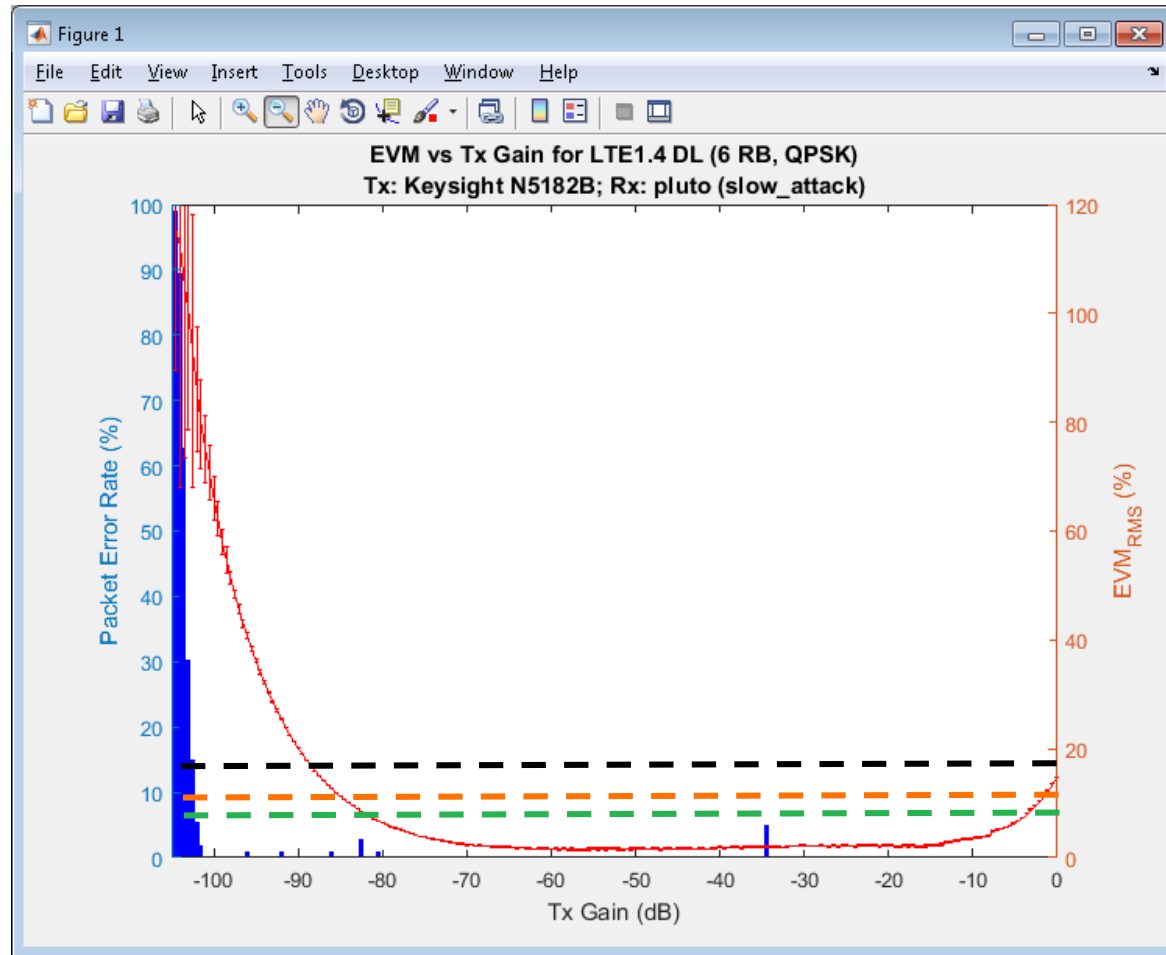 Figure 1
File Edit View Insert Tools Desktop Window Help
EVM vs Tx Gain for LTE1.4 DL (6 RB, QPSK)
Tx: Keysight N5182B; Rx: pluto (slow_attack)
100
90
80
70
60
50
40
30
20
10
0
Packet Error Rate (%)
120
100
80
60
40
20
0
EVM_RMS (%)
-100 -90 -80 -70 -60 -50 -40 -30 -20 -10 0
Tx Gain (dB)